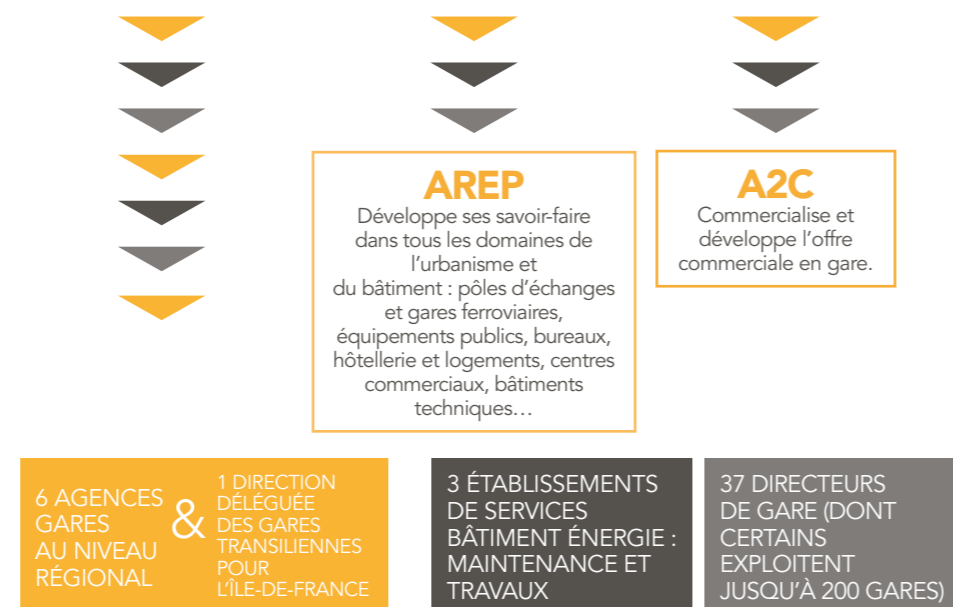 AREP
Développe ses savoir-faire
dans tous les domaines de
l'urbanisme et
du bâtiment : pôles d'échanges
et gares ferroviaires,
équipements publics, bureaux,
hôtellerie et logements, centres
commerciaux, bâtiments
techniques…
A2C
Commercialise et
développe l'offre
commerciale en gare.
6 AGENCES
GARES
AU NIVEAU
RÉGIONAL
&
1 DIRECTION
DÉLÉGUÉE
DES GARES
TRANSILIENNES
POUR
L'ÎLE-DE-FRANCE
3 ÉTABLISSEMENTS
DE SERVICES
BÂTIMENT ÉNERGIE :
MAINTENANCE ET
TRAVAUX
37 DIRECTEURS
DE GARE (DONT
CERTAINS
EXPLOITENT
JUSQU'À 200 GARES)